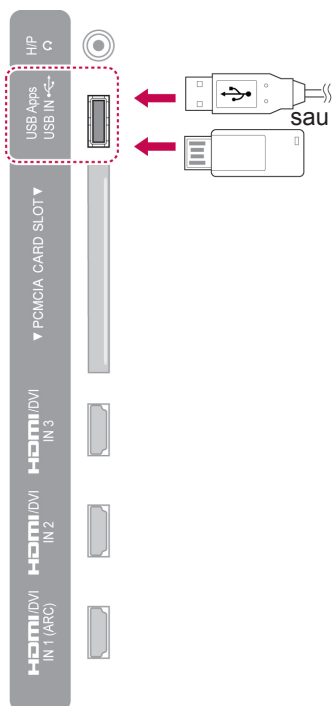 H/P
USB Apps
USB IN
sau
▼PCMCIA CARD SLOT▼
HDMI/DVI
IN 3
HDMI/DVI
IN 2
HDMI/DVI
IN 1 (ARC)